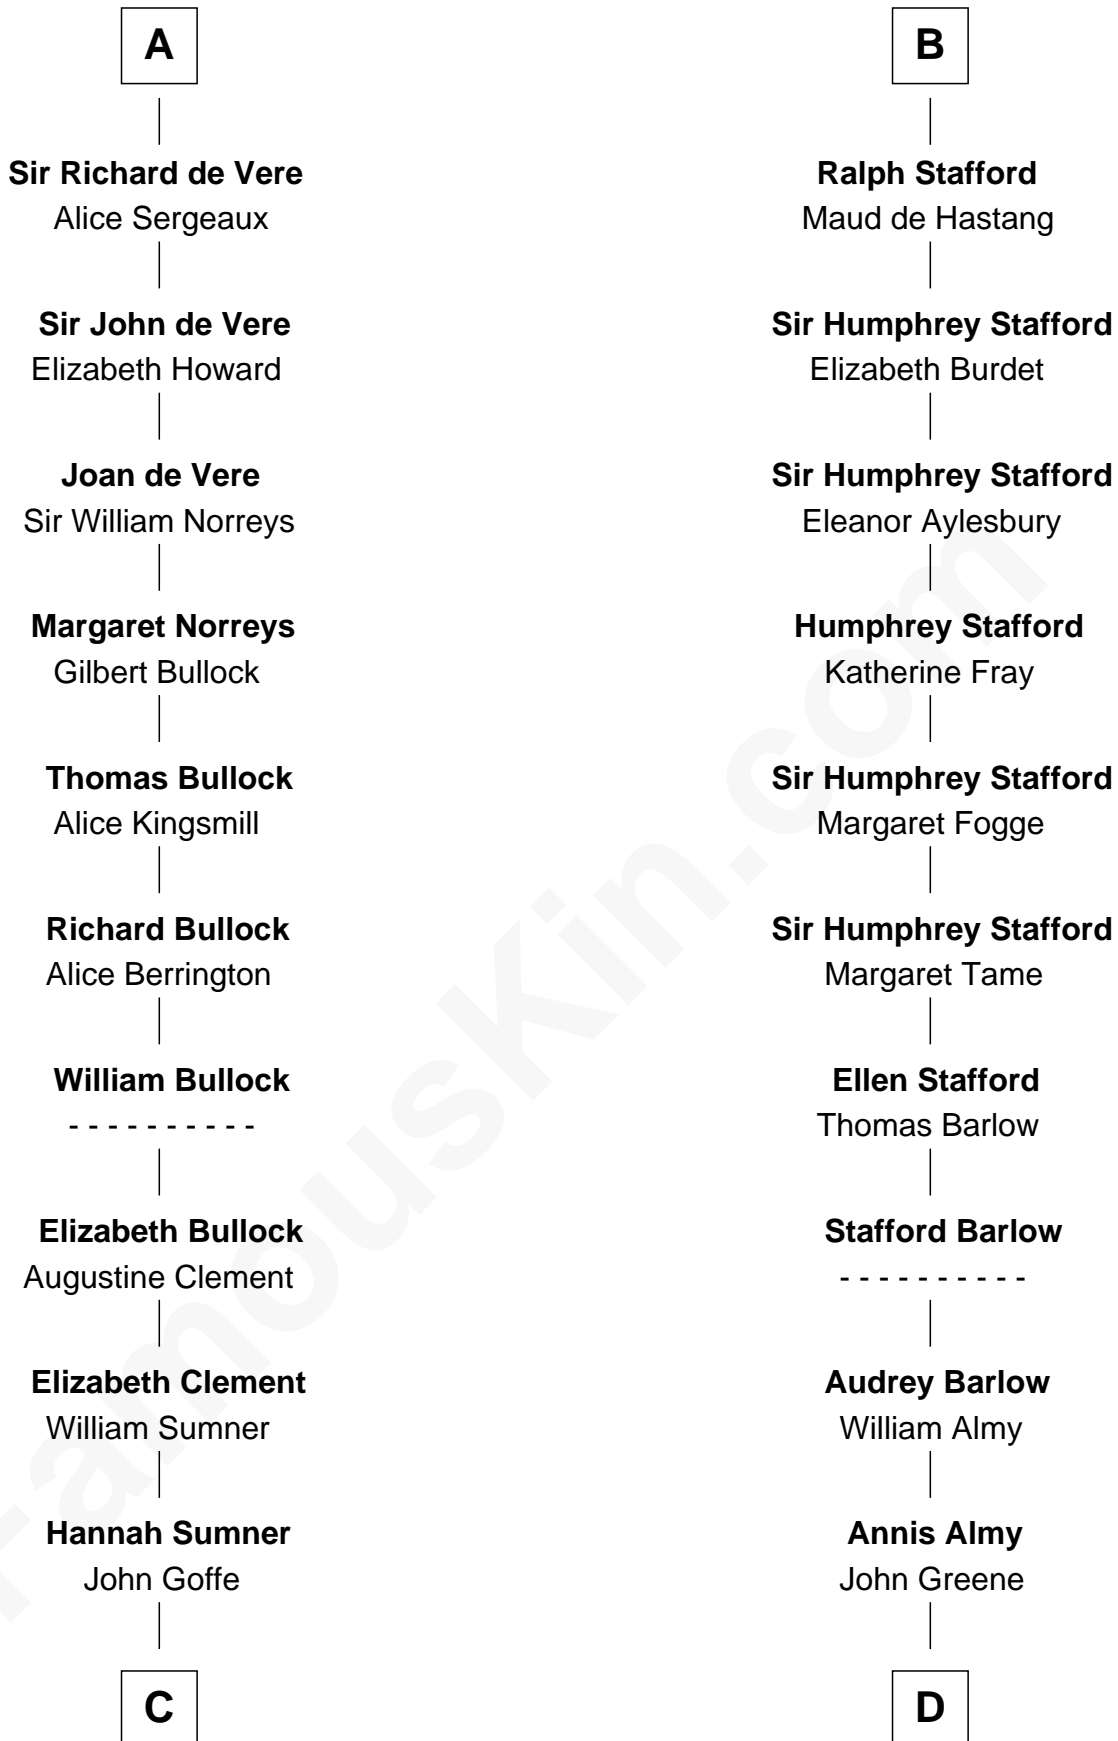 A
Sir Richard de Vere
Alice Sergeaux
Sir John de Vere
Elizabeth Howard
Joan de Vere
Sir William Norreys
Margaret Norreys
Gilbert Bullock
Thomas Bullock
Alice Kingsmill
Richard Bullock
Alice Berrington
William Bullock
- - - - - - - - - -
Elizabeth Bullock
Augustine Clement
Elizabeth Clement
William Sumner
Hannah Sumner
John Goffe
C
B
Ralph Stafford
Maud de Hastang
Sir Humphrey Stafford
Elizabeth Burdet
Sir Humphrey Stafford
Eleanor Aylesbury
Humphrey Stafford
Katherine Fray
Sir Humphrey Stafford
Margaret Fogge
Sir Humphrey Stafford
Margaret Tame
Ellen Stafford
Thomas Barlow
Stafford Barlow
- - - - - - - - - -
Audrey Barlow
William Almy
Annis Almy
John Greene
D
FamousKin.com